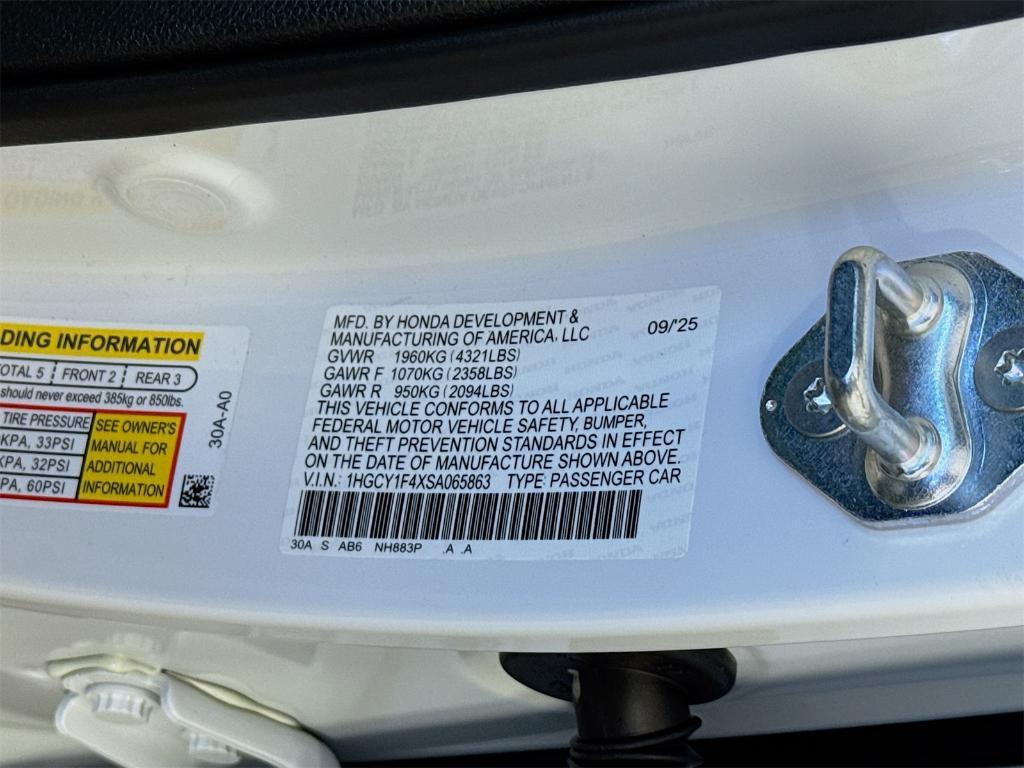 DING INFORMATION
OTAL 5 FRONT 2 REAR 3
should never exceed 385kg or 850lbs.
TIRE PRESSURE
KPA, 33PSI
KPA, 32PSI
PA, 60PSI
SEE OWNER'S
MANUAL FOR
ADDITIONAL
INFORMATION
30A-A0
MFD. BY HONDA DEVELOPMENT &
MANUFACTURING OF AMERICA, LLC 09/'25
GVWR 1960KG (4321LBS)
GAWR F 1070KG (2358LBS)
GAWR R 950KG (2094LBS)
THIS VEHICLE CONFORMS TO ALL APPLICABLE
FEDERAL MOTOR VEHICLE SAFETY, BUMPER,
AND THEFT PREVENTION STANDARDS IN EFFECT
ON THE DATE OF MANUFACTURE SHOWN ABOVE.
V.I.N.: 1HGCY1F4XSA065863 TYPE: PASSENGER CAR
30A S AB6 NH883P .A .A